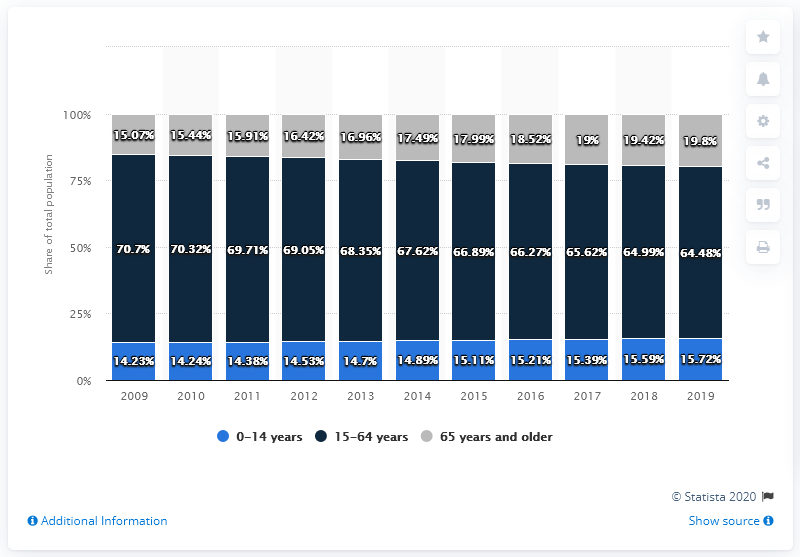 Share of total population
100%
75%
50%
25%
0%
15.07% 15.44% 15.91% 16.42% 16.96% 17.49% 17.99% 18.52% 19% 19.42% 19.8%
70.7% 70.32% 69.71% 69.05% 68.35% 67.62% 66.89% 66.27% 65.62% 64.99% 64.48%
14.23% 14.24% 14.38% 14.53% 14.7% 14.89% 15.11% 15.21% 15.39% 15.59% 15.72%
2009 2010 2011 2012 2013 2014 2015 2016 2017 2018 2019
0-14 years 15-64 years 65 years and older
© Statista 2020
Additional Information Show source